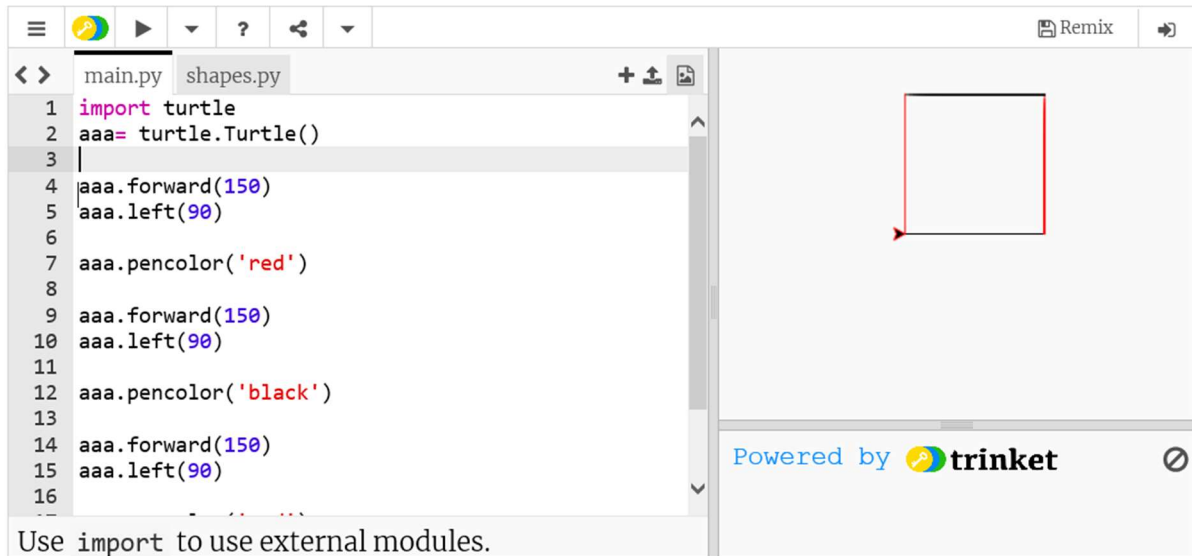 ?
Remix
main.py
shapes.py
1 import turtle
2 aaa= turtle.Turtle()
3
4 aaa.forward(150)
5 aaa.left(90)
6
7 aaa.pencolor('red')
8
9 aaa.forward(150)
10 aaa.left(90)
11
12 aaa.pencolor('black')
13
14 aaa.forward(150)
15 aaa.left(90)
16
Powered by trinket
Use import to use external modules.